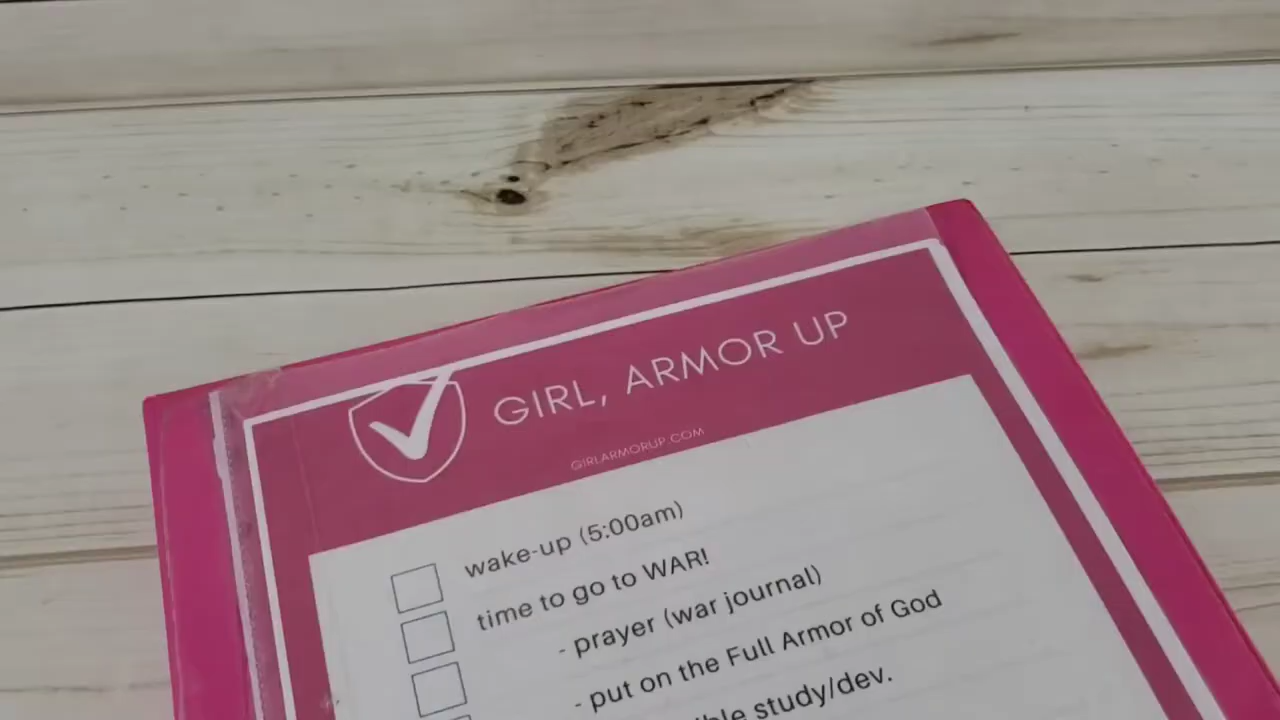 GIRL, ARMOR UP
GIRLARMORUP.COM
wake-up (5:00am)
time to go to WAR!
- prayer (war journal)
- put on the Full Armor of God
study/dev.